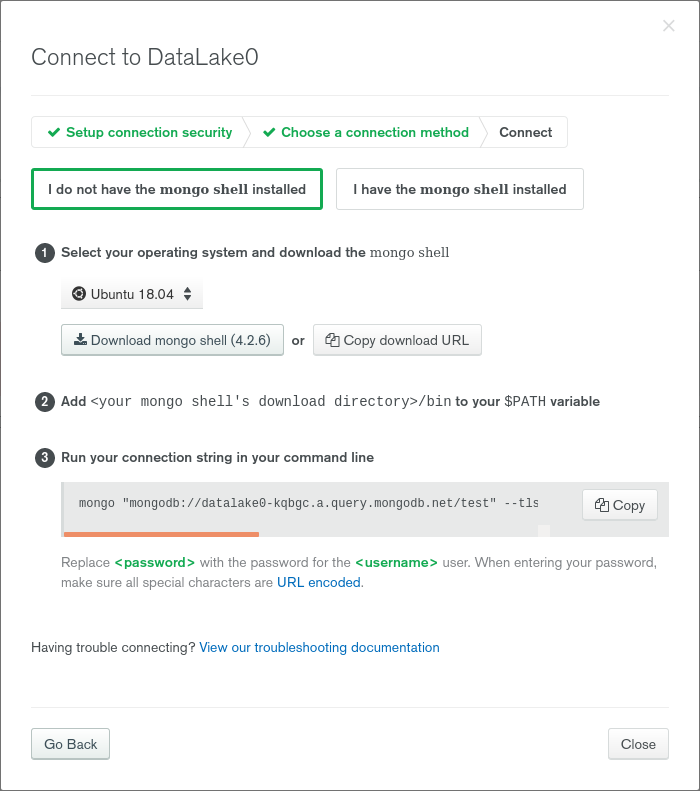 ×
Connect to DataLake0
✔ Setup connection security ✔ Choose a connection method Connect
I do not have the mongo shell installed I have the mongo shell installed
1 Select your operating system and download the mongo shell
Ubuntu 18.04
Download mongo shell (4.2.6) or Copy download URL
2 Add <your mongo shell's download directory>/bin to your $PATH variable
3 Run your connection string in your command line
mongo "mongodb://datalake0-kqbgc.a.query.mongodb.net/test" --tls Copy
Replace <password> with the password for the <username> user. When entering your password,
make sure all special characters are URL encoded.
Having trouble connecting? View our troubleshooting documentation
Go Back Close